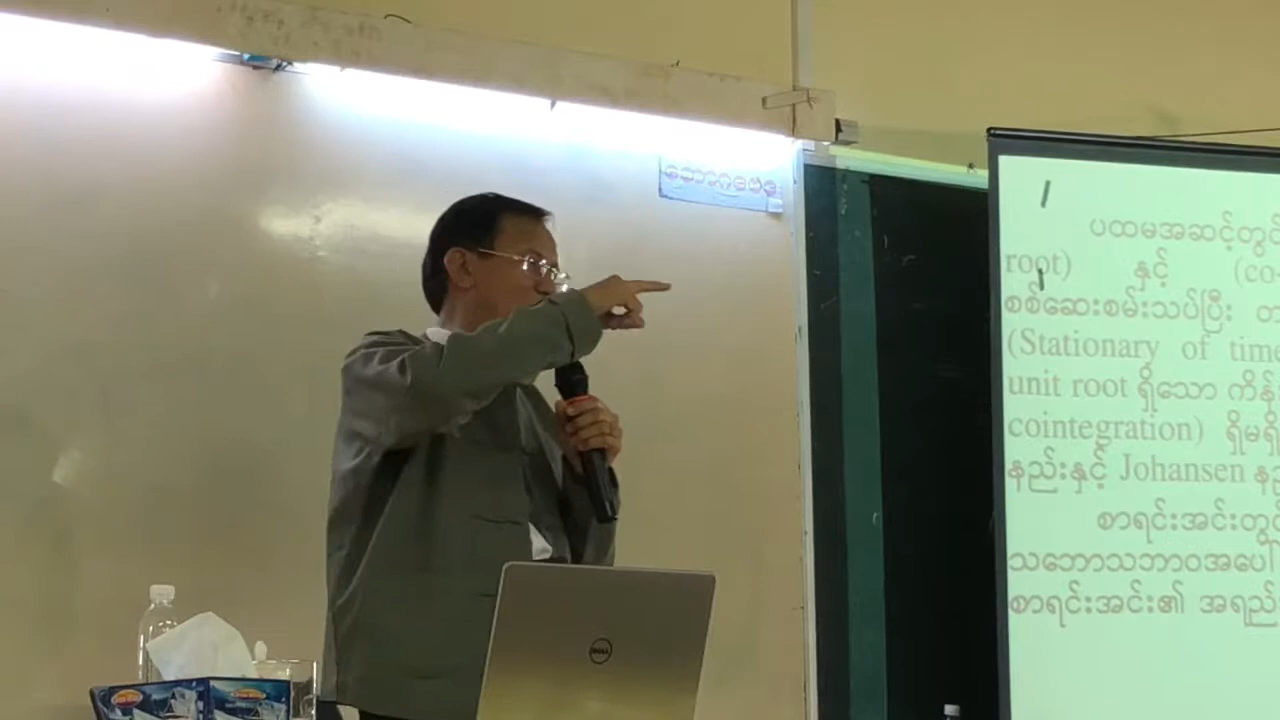 ပထမအဆင့်တွင်
root) နှင့် (co-
စစ်ဆေးစမ်းသပ်ပြီး
(Stationary of time
unit root ရှိသော ကိန်း
cointegration) ရှိမရှိ
နည်းနှင့် Johansen နည်း
စာရင်းအင်းတွင်
သဘောသဘာဝအပေါ်
စာရင်းအင်း၏ အရည်
DELL